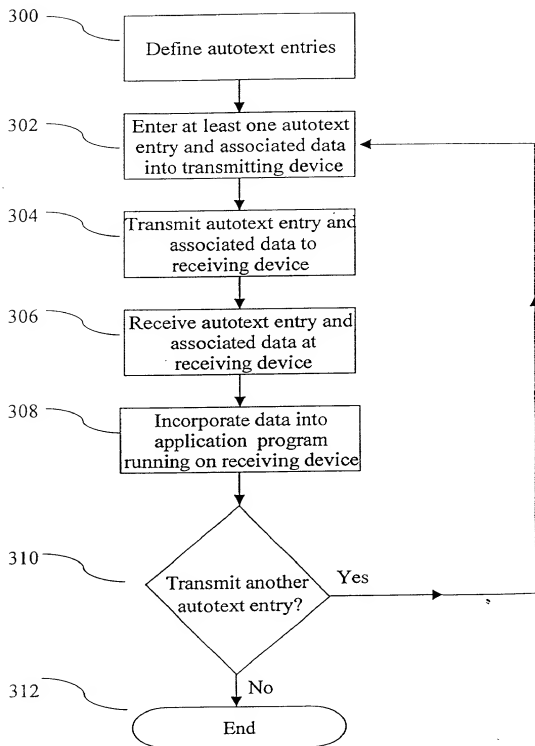 300
Define autotext entries
302
Enter at least one autotext
entry and associated data
into transmitting device
304
Transmit autotext entry and
associated data to
receiving device
306
Receive autotext entry and
associated data at
receiving device
308
Incorporate data into
application program
running on receiving device
310
Transmit another
autotext entry?
Yes
No
312
End